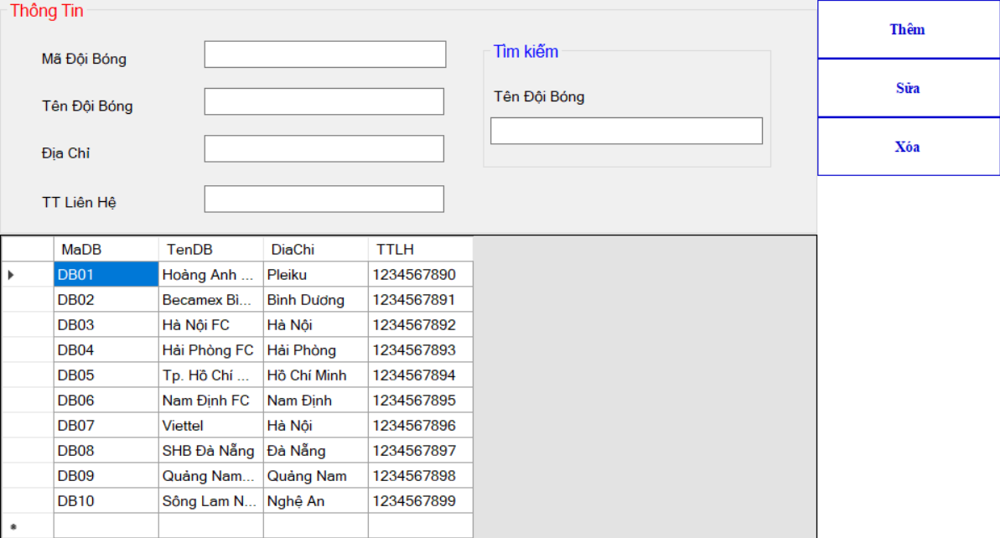 Thông Tin
Mã Đội Bóng
Tên Đội Bóng
Địa Chỉ
TT Liên Hệ
Tìm kiếm
Tên Đội Bóng
Thêm
Sửa
Xóa
MaDB TenDB DiaChi TTLH
DB01 Hoàng Anh ... Pleiku 1234567890
DB02 Becamex Bì... Bình Dương 1234567891
DB03 Hà Nội FC Hà Nội 1234567892
DB04 Hải Phòng FC Hải Phòng 1234567893
DB05 Tp. Hồ Chí ... Hồ Chí Minh 1234567894
DB06 Nam Định FC Nam Định 1234567895
DB07 Viettel Hà Nội 1234567896
DB08 SHB Đà Nẵng Đà Nẵng 1234567897
DB09 Quảng Nam... Quảng Nam 1234567898
DB10 Sông Lam N... Nghệ An 1234567899